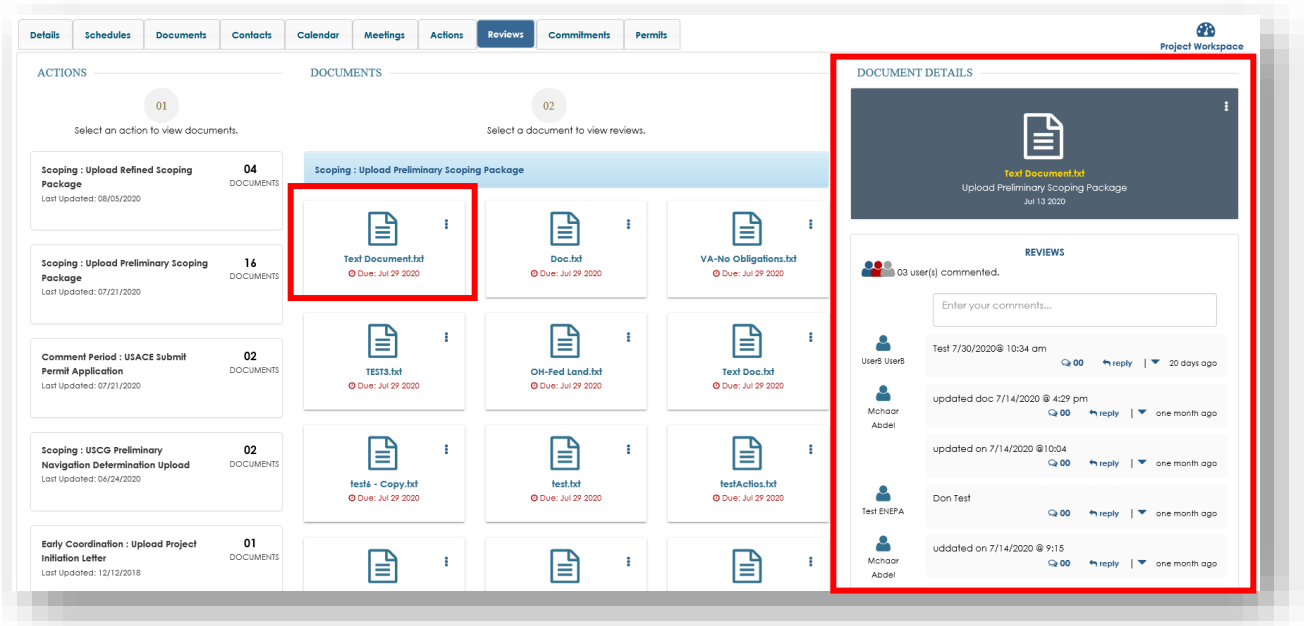 Details Schedules Documents Contacts Calendar Meetings Actions Reviews Commitments Permits
Project Workspace
ACTIONS
01
Select an action to view documents.
Scoping : Upload Refined Scoping
Package
Last Updated: 08/05/2020
04
DOCUMENTS
Scoping : Upload Preliminary Scoping
Package
Last Updated: 07/21/2020
16
DOCUMENTS
Comment Period : USACE Submit
Permit Application
Last Updated: 07/21/2020
02
DOCUMENTS
Scoping : USCG Preliminary
Navigation Determination Upload
Last Updated: 06/24/2020
02
DOCUMENTS
Early Coordination : Upload Project
Initiation Letter
Last Updated: 12/12/2018
01
DOCUMENTS
DOCUMENTS
02
Select a document to view reviews.
Scoping : Upload Preliminary Scoping Package
Text Document.txt
Due: Jul 29 2020
Doc.txt
Due: Jul 29 2020
VA-No Obligations.txt
Due: Jul 29 2020
TEST3.txt
Due: Jul 29 2020
OH-Fed Land.txt
Due: Jul 29 2020
Text Doc.txt
Due: Jul 29 2020
test6 - Copy.txt
Due: Jul 29 2020
test.txt
Due: Jul 29 2020
testActios.txt
Due: Jul 29 2020
DOCUMENT DETAILS
Text Document.txt
Upload Preliminary Scoping Package
Jul 13 2020
REVIEWS
03 user(s) commented.
Enter your comments...
UserB UserB
Test 7/30/2020@ 10:34 am
00 reply | 20 days ago
Mchaar
Abdel
updated doc 7/14/2020 @ 4:29 pm
00 reply | one month ago
updated on 7/14/2020 @10:04
00 reply | one month ago
Test ENEPA
Don Test
00 reply | one month ago
Mchaar
Abdel
uddated on 7/14/2020 @ 9:15
00 reply | one month ago